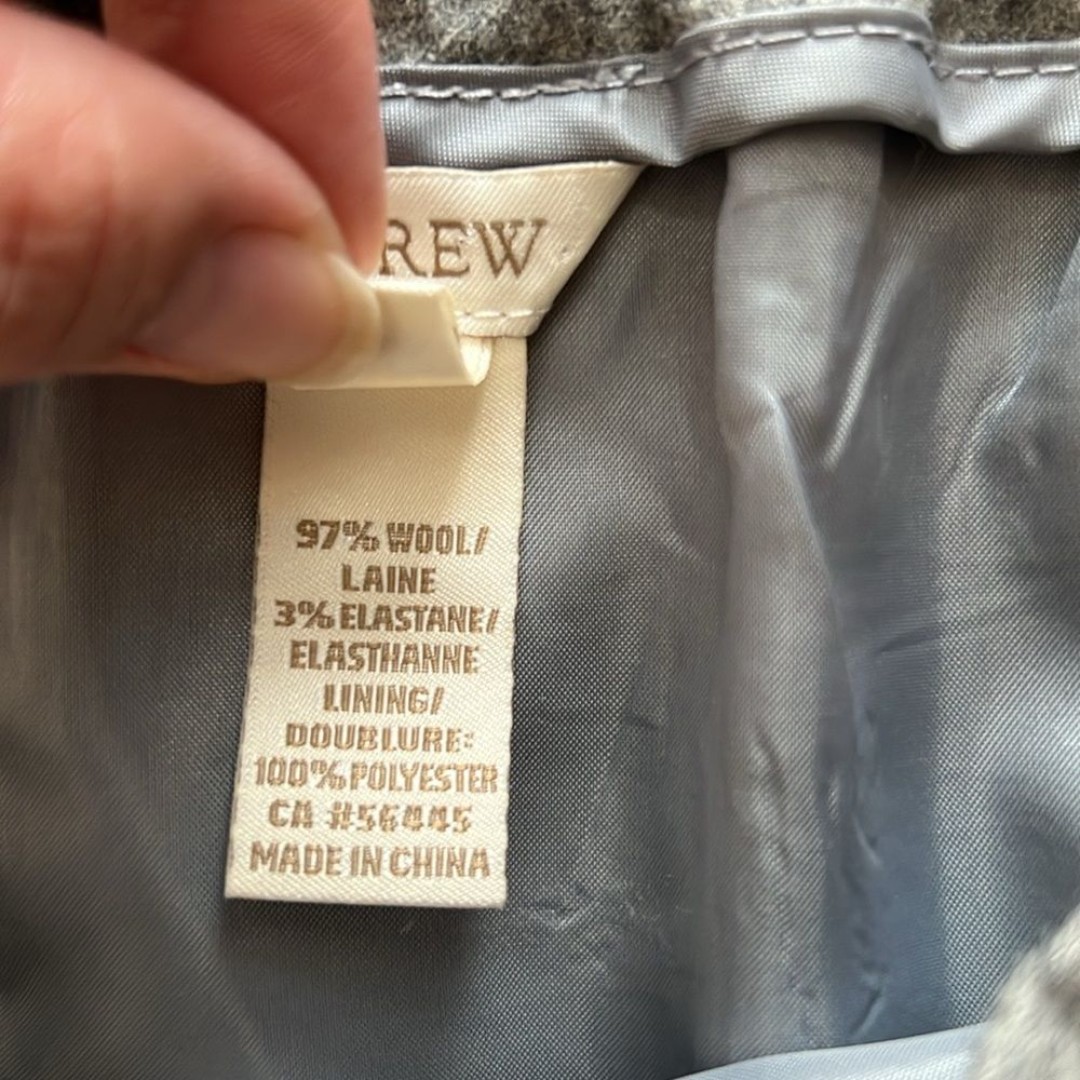 REW
97% WOOL/
LAINE
3% ELASTANE/
ELASTHANNE
LINING/
DOUBLURE:
100% POLYESTER
CA #56445
MADE IN CHINA